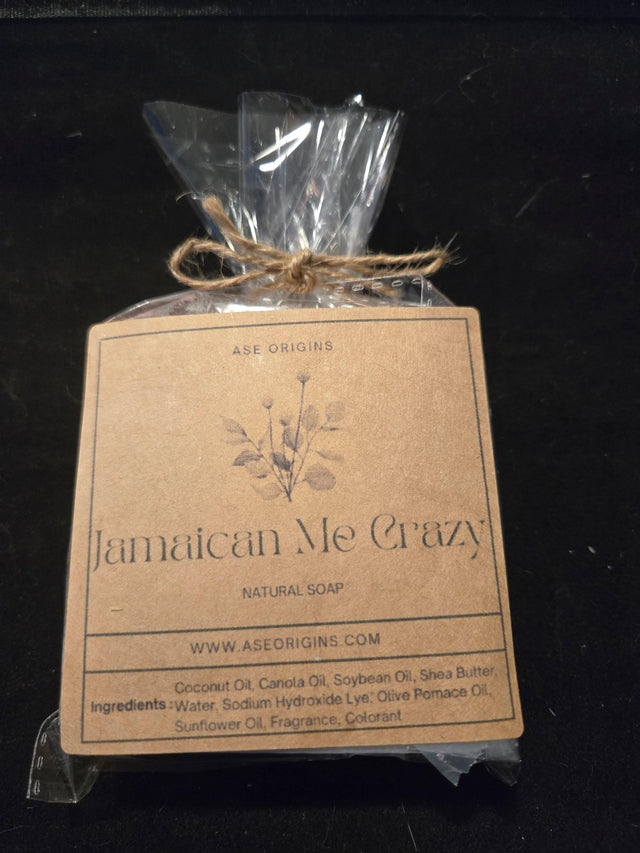 ASE ORIGINS
Jamaican Me Crazy
NATURAL SOAP
WWW.ASEORIGINS.COM
Ingredients: Coconut Oil, Canola Oil, Soybean Oil, Shea Butter,
Water, Sodium Hydroxide Lye, Olive Pomace Oil,
Sunflower Oil, Fragrance, Colorant